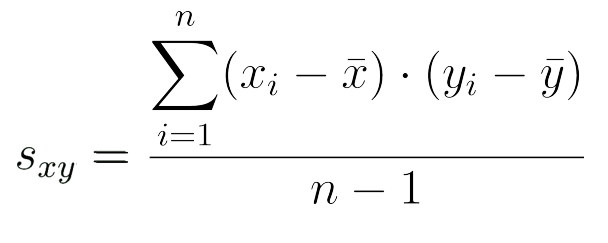 s_{xy} = \frac{\sum_{i=1}^{n}(x_i - \bar{x}) \cdot (y_i - \bar{y})}{n - 1}